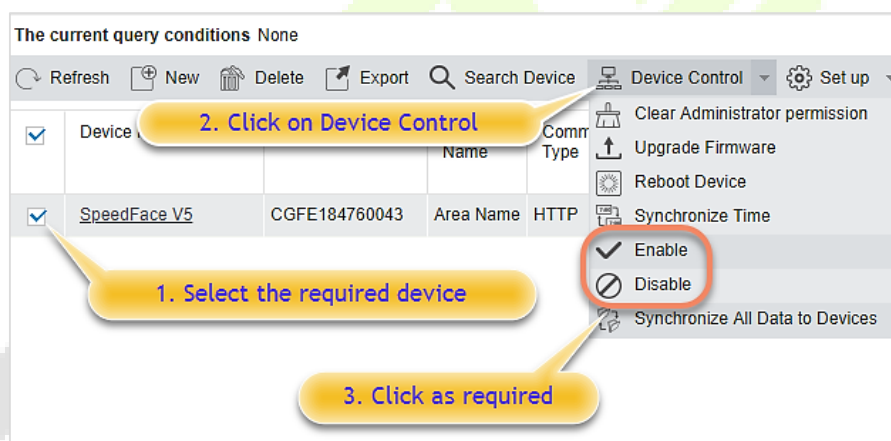 The current query conditions None
Refresh New Delete Export Search Device Device Control Set up
Clear Administrator permission
2. Click on Device Control
Device
Name
Comm
Type
Upgrade Firmware
Reboot Device
SpeedFace V5 CGFE184760043 Area Name HTTP
Synchronize Time
Enable
Disable
1. Select the required device
Synchronize All Data to Devices
3. Click as required